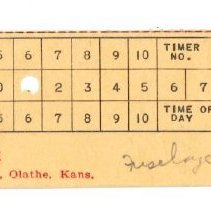 5 6 7 8 9 10 TIMER NO.
0 2 3 4 5 6 7
5 6 7 8 9 10 TIME OF DAY
, Olathe, Kans.